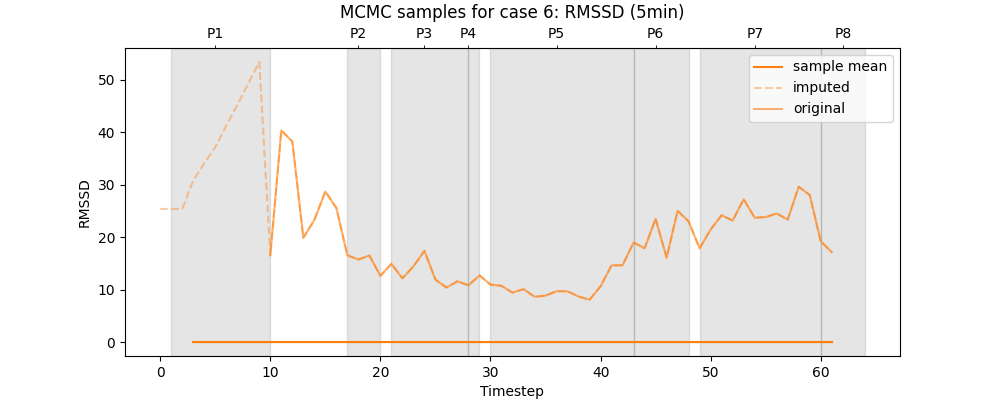 MCMC samples for case 6: RMSSD (5min)
P1 P2 P3 P4 P5 P6 P7 P8
sample mean
imputed
original
50
40
30
20
10
0
RMSSD
0 10 20 30 40 50 60
Timestep